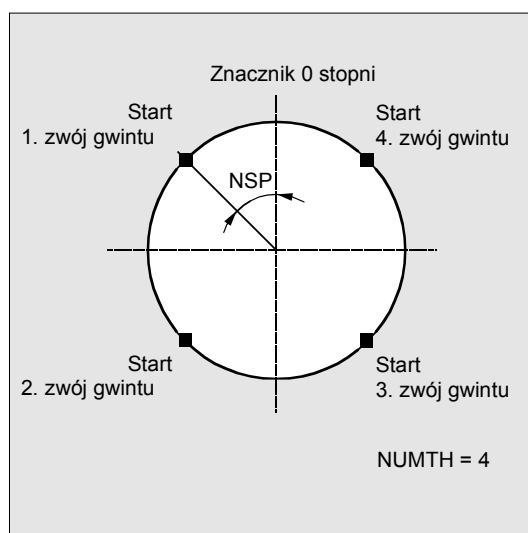 Znacznik 0 stopni
Start
1. zwój gwintu
Start
4. zwój gwintu
NSP
Start
2. zwój gwintu
Start
3. zwój gwintu
NUMTH = 4